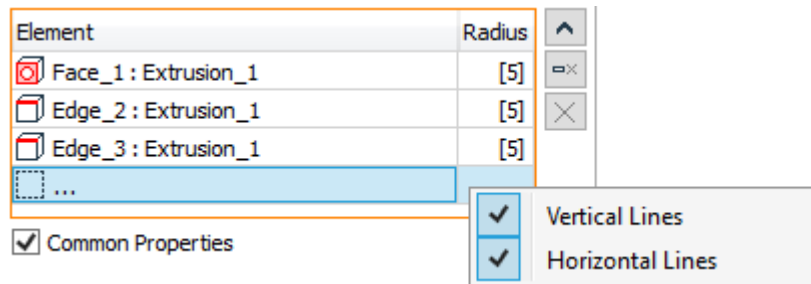 Element Radius
Face_1 : Extrusion_1 [5]
Edge_2 : Extrusion_1 [5]
Edge_3 : Extrusion_1 [5]
...
Common Properties
Vertical Lines
Horizontal Lines